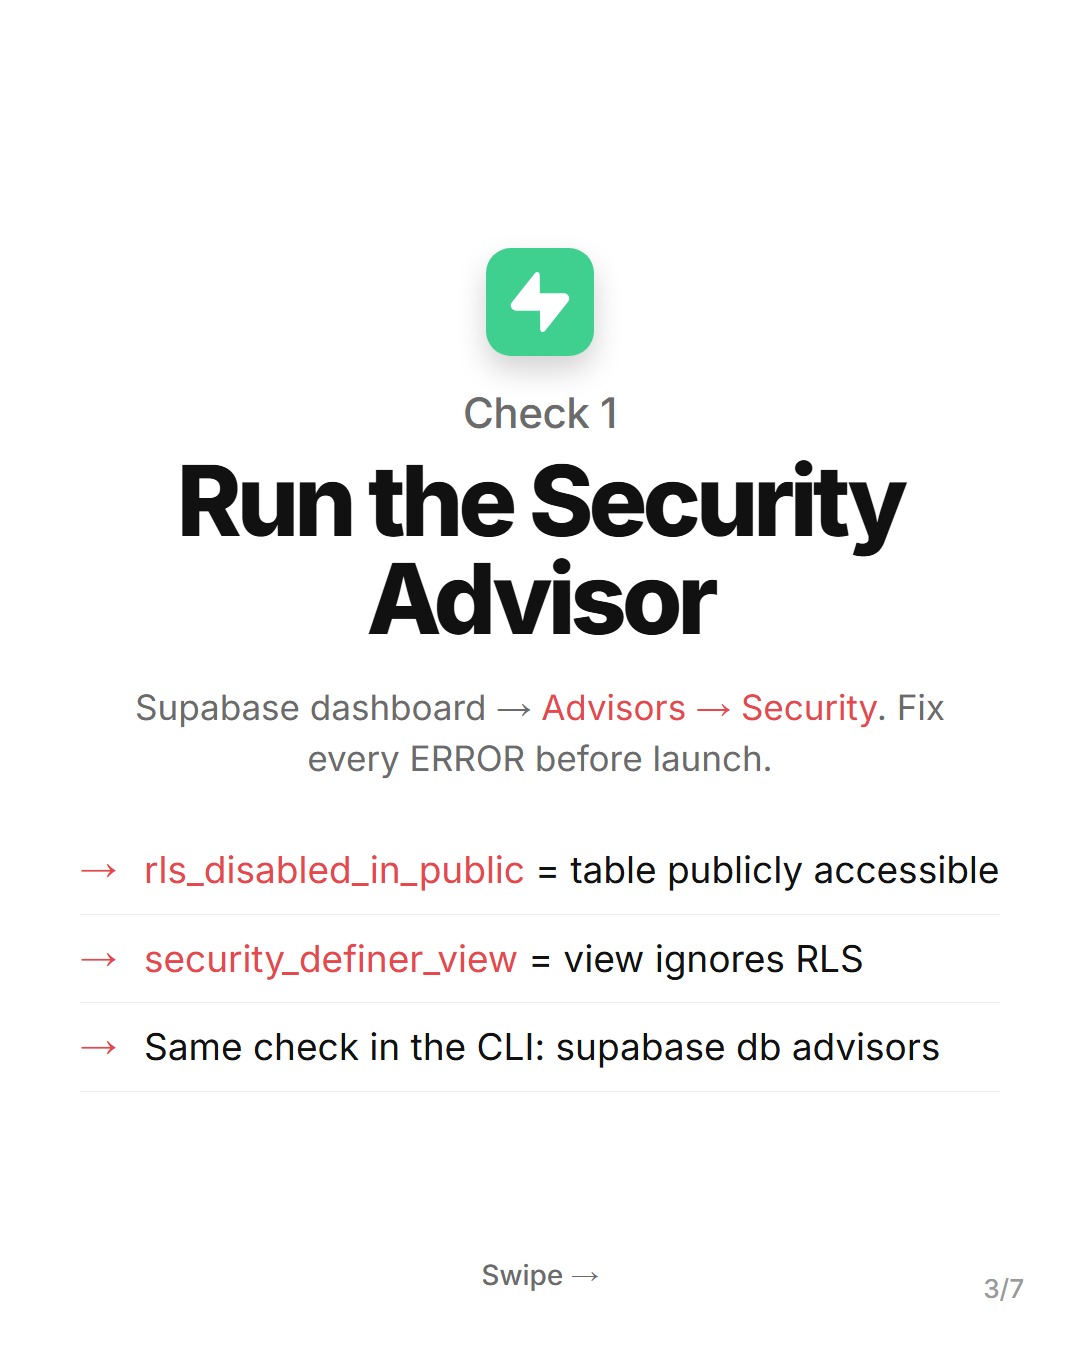 Check 1
Run the Security
Advisor
Supabase dashboard → Advisors → Security. Fix
every ERROR before launch.
→ rls_disabled_in_public = table publicly accessible
→ security_definer_view = view ignores RLS
→ Same check in the CLI: supabase db advisors
Swipe →
3/7